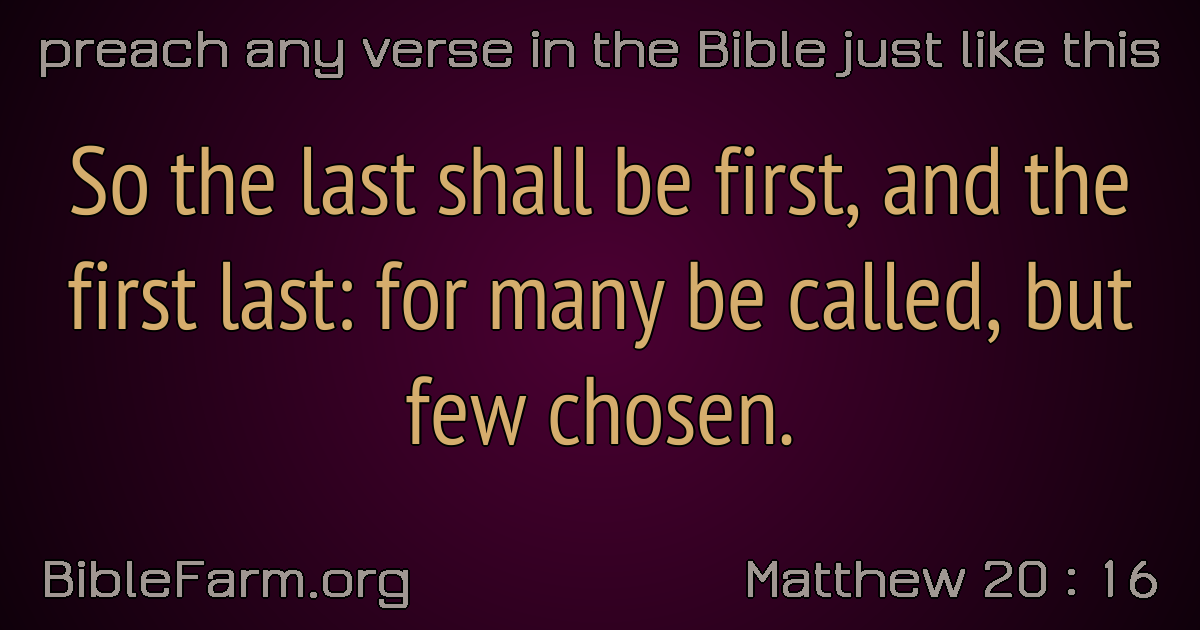 preach any verse in the Bible just like this
So the last shall be first, and the
first last: for many be called, but
few chosen.
BibleFarm.org
Matthew 20 : 16